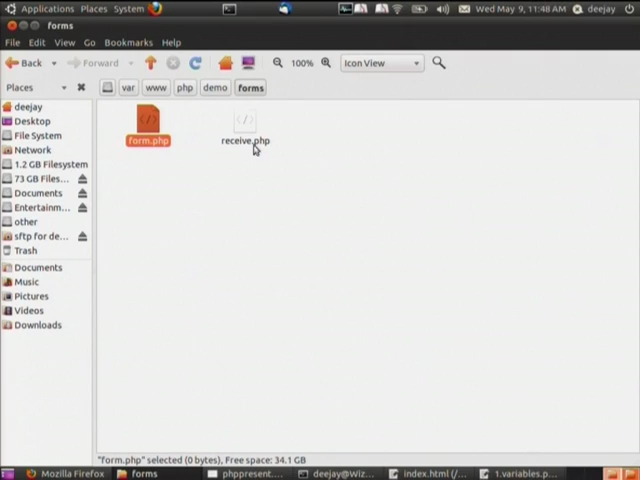 Applications Places System Wed May 9, 11:48 AM deejay
forms
File Edit View Go Bookmarks Help
Back Forward 100% Icon View
Places var www php demo forms
deejay
Desktop
File System
Network
1.2 GB Filesystem
73 GB Files...
Documents
Entertainm...
other
sftp for de...
Trash
Documents
Music
Pictures
Videos
Downloads
form.php receive.php
"form.php" selected (0 bytes), Free space: 34.1 GB
Mozilla Firefox forms phppresent.... deejay@Wiz... index.html (/... 1.variables.p...